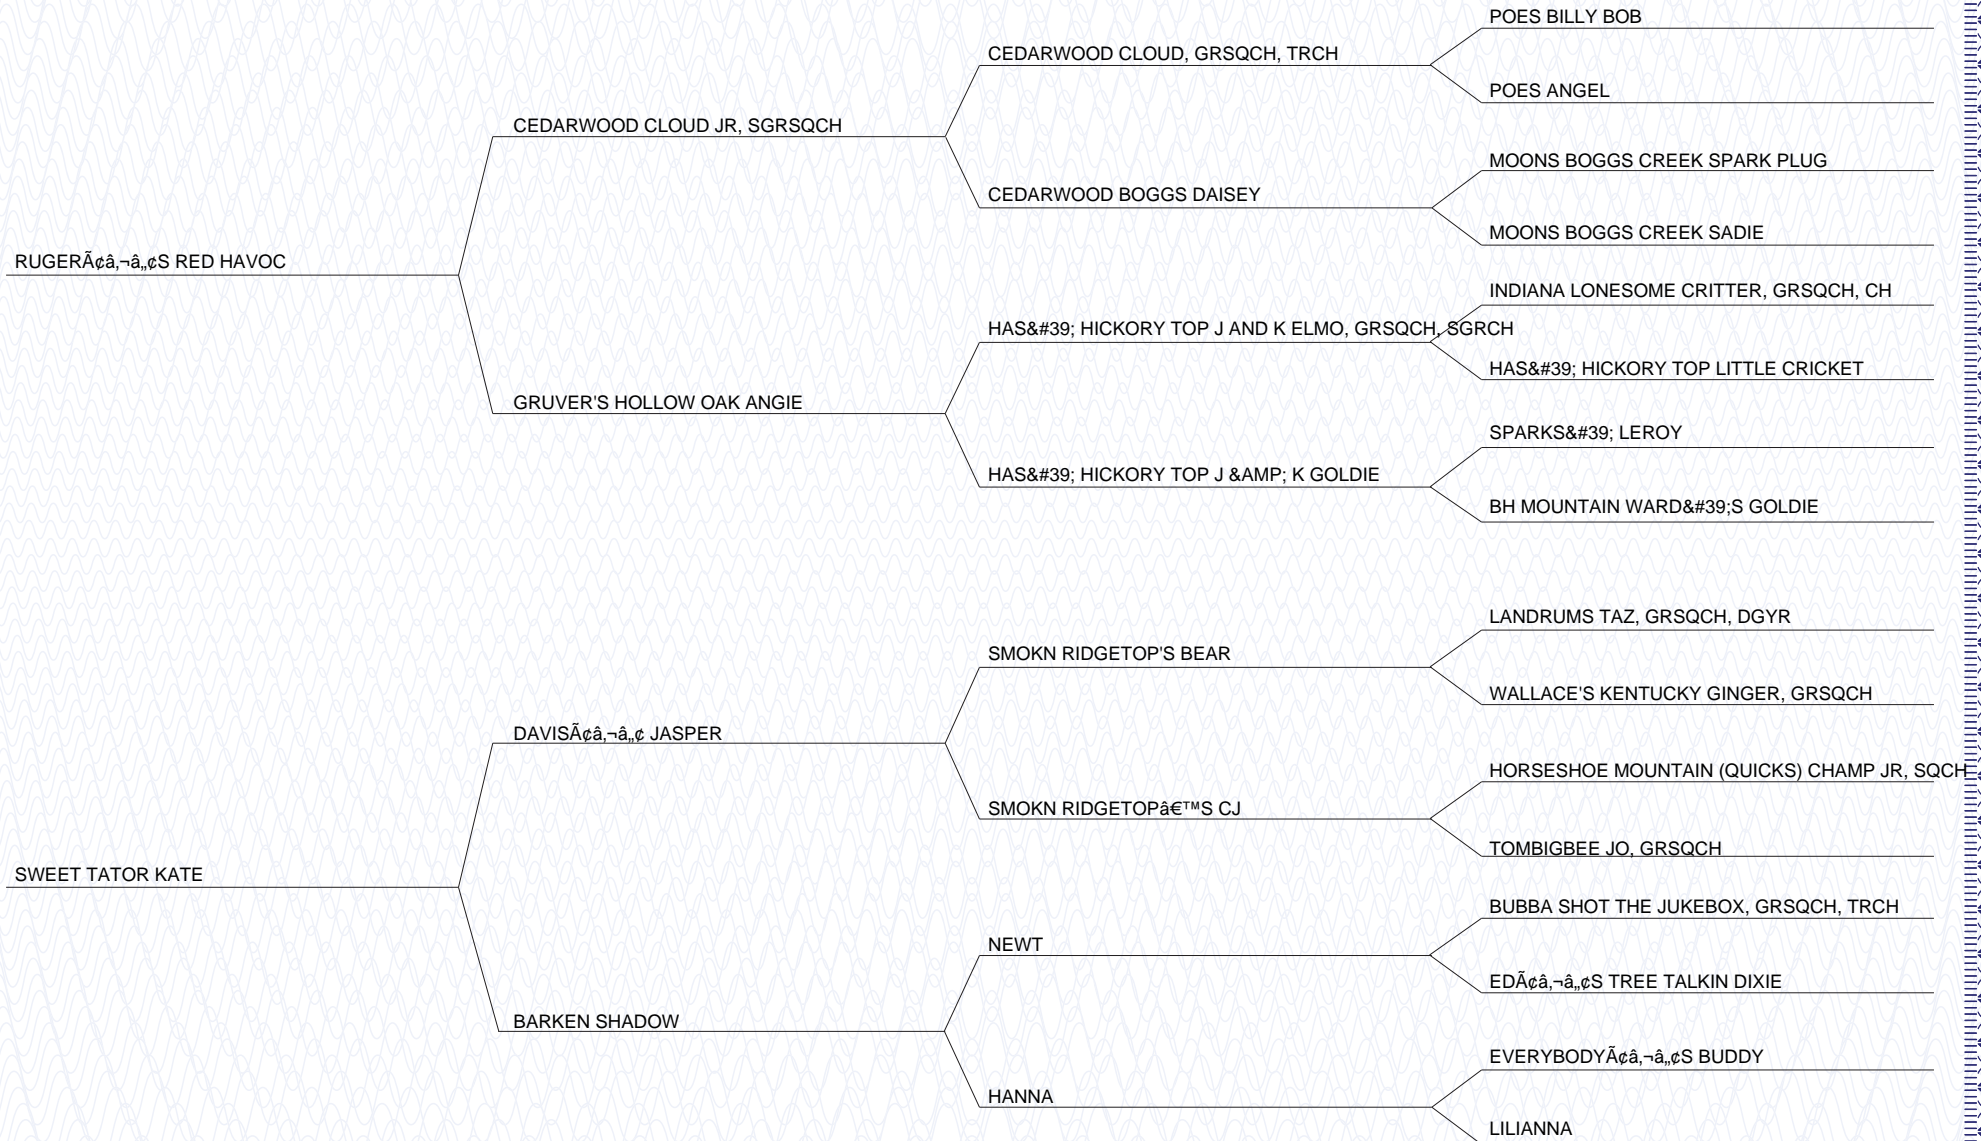 POES BILLY BOB
CEDARWOOD CLOUD, GRSQCH, TRCH
POES ANGEL
CEDARWOOD CLOUD JR, SGRSQCH
MOONS BOGGS CREEK SPARK PLUG
CEDARWOOD BOGGS DAISEY
MOONS BOGGS CREEK SADIE
RUGERÃ¢â‚¬â„¢S RED HAVOC
INDIANA LONESOME CRITTER, GRSQCH, CH
HAS&#39; HICKORY TOP J AND K ELMO, GRSQCH, SGRCH
HAS&#39; HICKORY TOP LITTLE CRICKET
GRUVER'S HOLLOW OAK ANGIE
SPARKS&#39; LEROY
HAS&#39; HICKORY TOP J &AMP; K GOLDIE
BH MOUNTAIN WARD&#39;S GOLDIE
LANDRUMS TAZ, GRSQCH, DGYR
SMOKN RIDGETOP'S BEAR
WALLACE'S KENTUCKY GINGER, GRSQCH
DAVISÃ¢â‚¬â„¢ JASPER
HORSESHOE MOUNTAIN (QUICKS) CHAMP JR, SQCH
SMOKN RIDGETOPâ€™S CJ
TOMBIGBEE JO, GRSQCH
SWEET TATOR KATE
BUBBA SHOT THE JUKEBOX, GRSQCH, TRCH
NEWT
EDÃ¢â‚¬â„¢S TREE TALKIN DIXIE
BARKEN SHADOW
EVERYBODYÃ¢â‚¬â„¢S BUDDY
HANNA
LILIANNA